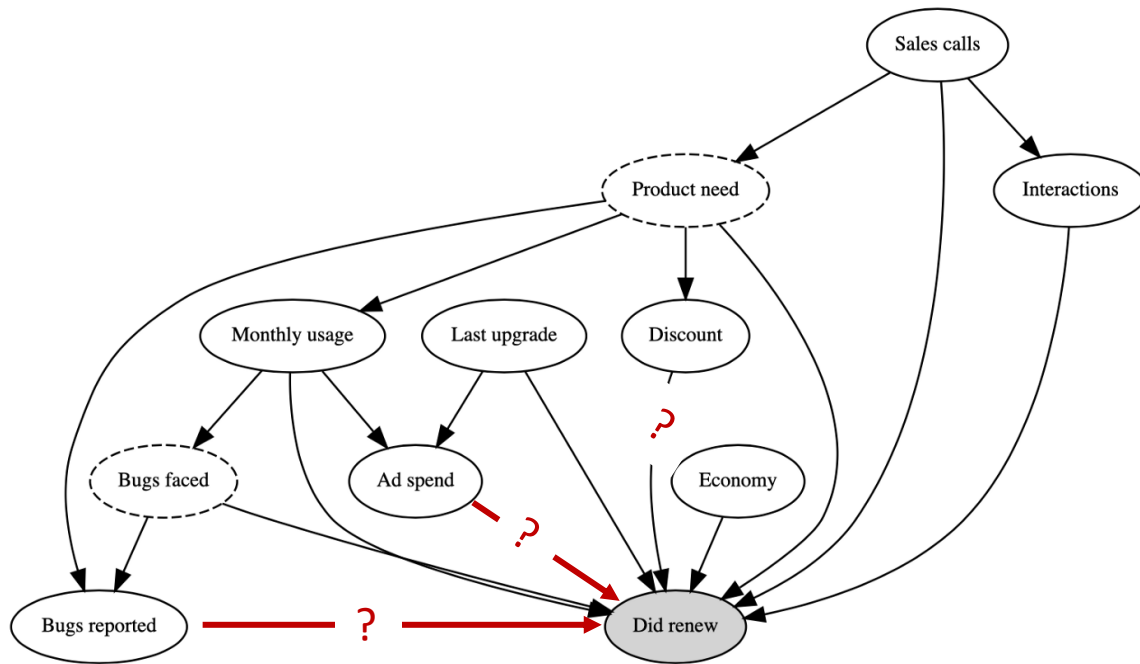 Sales calls
Product need
Interactions
Monthly usage
Last upgrade
Discount
?
Bugs faced
Ad spend
Economy
?
Bugs reported
?
Did renew